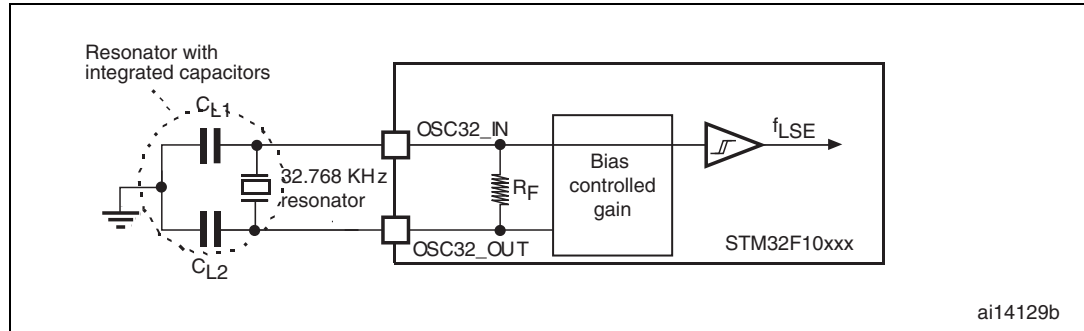 Resonator with
integrated capacitors
CL1
OSC32_IN
fLSE
32.768 KHz
resonator
RF
Bias
controlled
gain
STM32F10xxx
OSC32_OUT
CL2
ai14129b